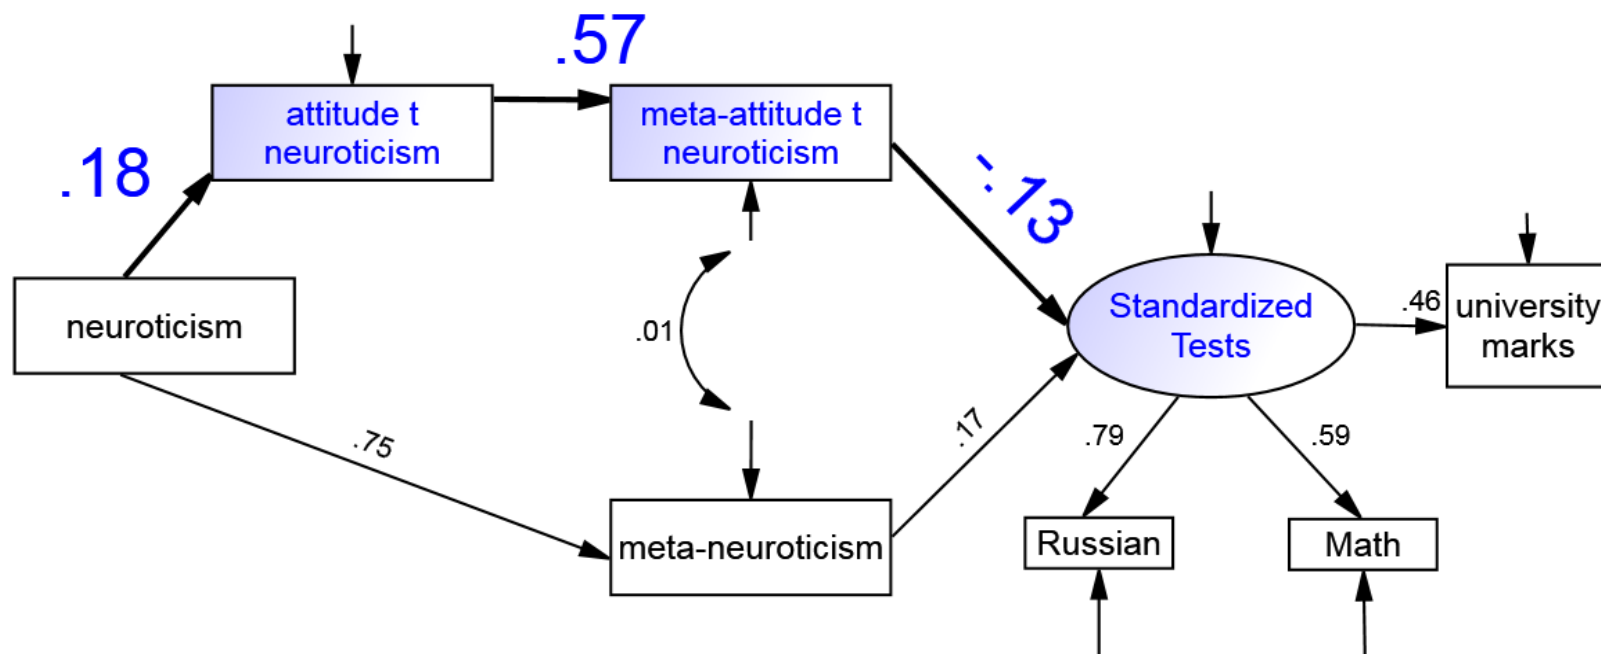 .57
attitude t
neuroticism
meta-attitude t
neuroticism
.18
-.13
neuroticism
.01
Standardized
Tests
.46
university
marks
.75
.17
.79
.59
meta-neuroticism
Russian
Math